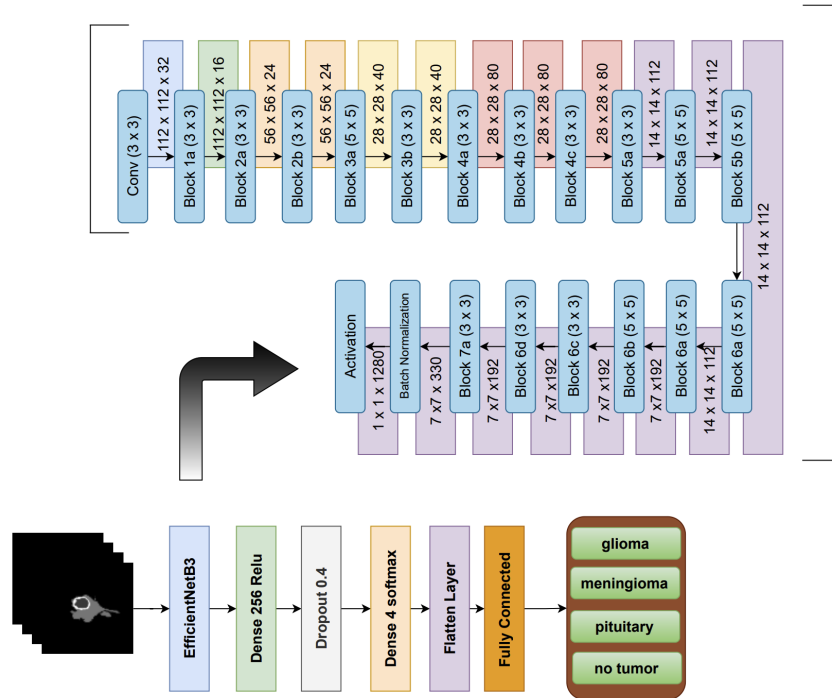 Conv (3 x 3)
112 x 112 x 32
Block 1a (3 x 3)
112 x 112 x 16
Block 2a (3 x 3)
56 x 56 x 24
Block 2b (3 x 3)
56 x 56 x 24
Block 3a (5 x 5)
28 x 28 x 40
Block 3b (3 x 3)
28 x 28 x 40
Block 4a (3 x 3)
28 x 28 x 80
Block 4b (3 x 3)
28 x 28 x 80
Block 4c (3 x 3)
28 x 28 x 80
Block 5a (3 x 3)
14 x 14 x 112
Block 5a (5 x 5)
14 x 14 x 112
Block 5b (5 x 5)
14 x 14 x 112
Activation
1 x 1 x 1280
Batch Normalization
7 x7 x 330
Block 7a (3 x 3)
7 x7 x192
Block 6d (3 x 3)
7 x7 x192
Block 6c (3 x 3)
7 x7 x192
Block 6b (5 x 5)
7 x7 x192
Block 6a (5 x 5)
14 x 14 x 112
Block 6a (5 x 5)
EfficientNetB3
Dense 256 Relu
Dropout 0.4
Dense 4 softmax
Flatten Layer
Fully Connected
glioma
meningioma
pituitary
no tumor